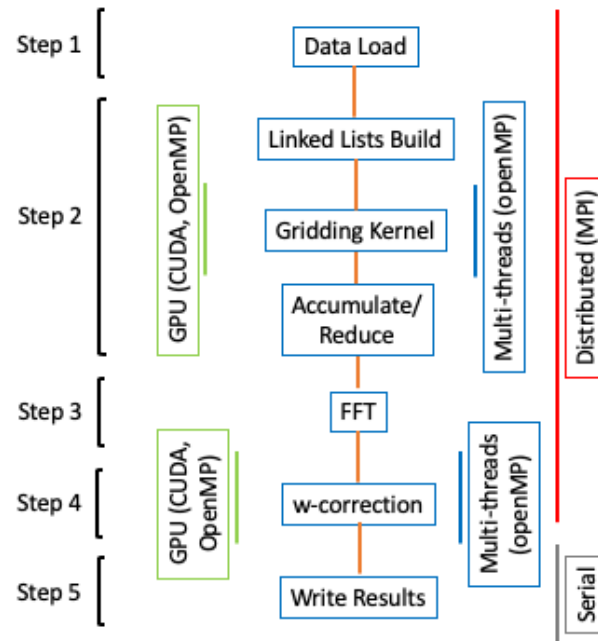 Step 1
Data Load
Step 2
Linked Lists Build
Gridding Kernel
Accumulate/
Reduce
GPU (CUDA, OpenMP)
Multi-threads (openMP)
Distributed (MPI)
Step 3
FFT
Step 4
w-correction
GPU (CUDA,
OpenMP)
Multi-threads
(openMP)
Step 5
Write Results
Serial